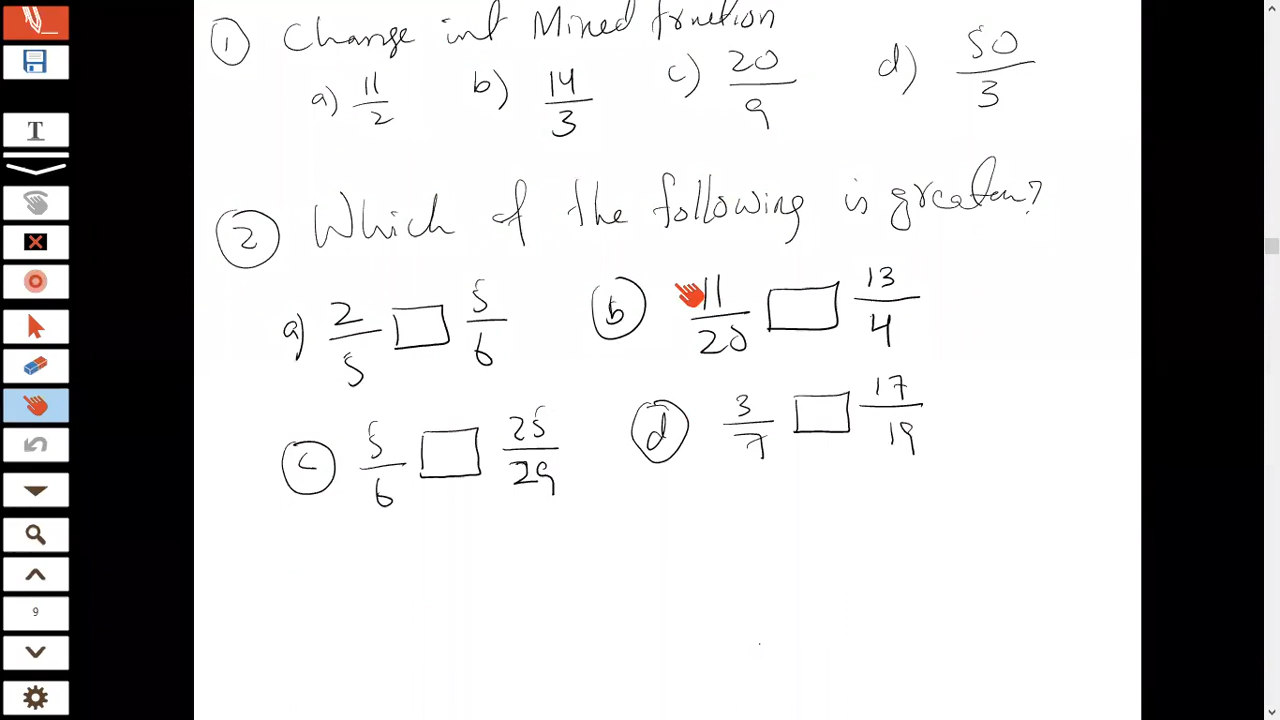 ① Change int Mixed fraction
a) 11/2 b) 14/3 c) 20/9 d) 50/3
② Which of the following is greater?
a) 2/5 □ 5/6 ⓑ 11/20 □ 13/4
ⓒ 5/6 □ 25/29 ⓓ 3/7 □ 17/19
T
9